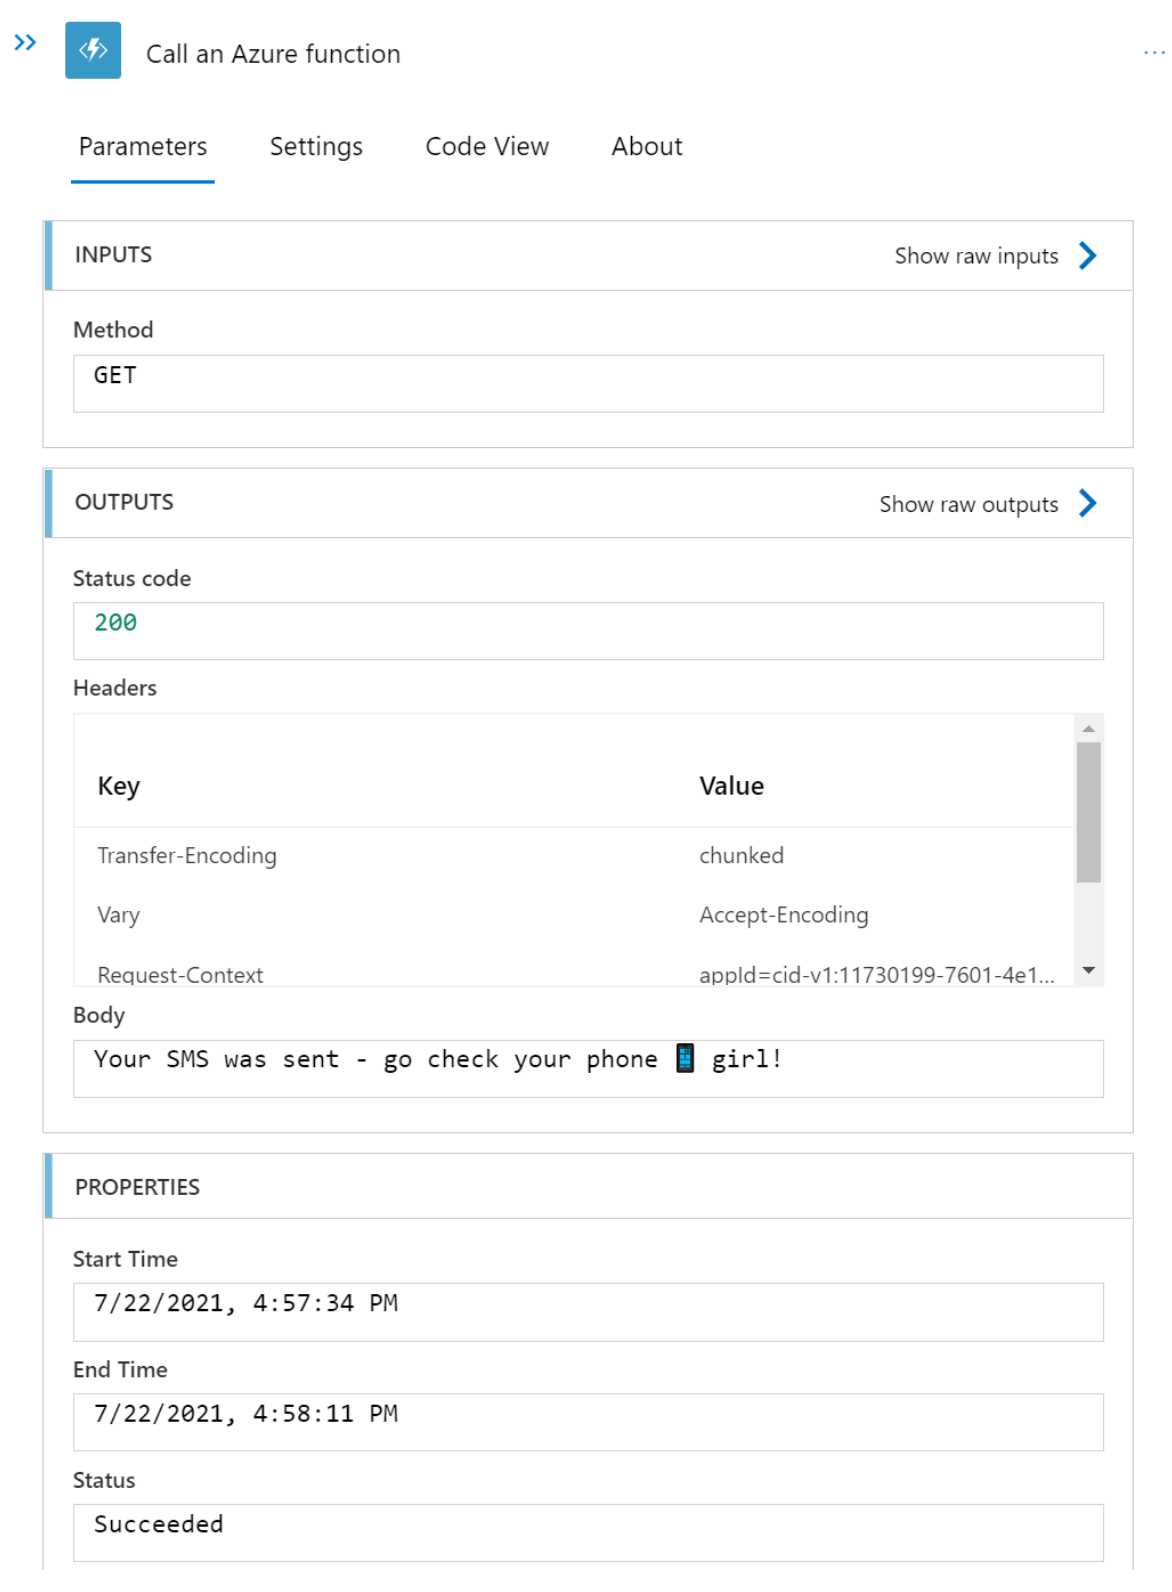 Call an Azure function
Parameters Settings Code View About
INPUTS Show raw inputs
Method
GET
OUTPUTS Show raw outputs
Status code
200
Headers
Key Value
Transfer-Encoding chunked
Vary Accept-Encoding
Request-Context appId=cid-v1:11730199-7601-4e1...
Body
Your SMS was sent - go check your phone 📱 girl!
PROPERTIES
Start Time
7/22/2021, 4:57:34 PM
End Time
7/22/2021, 4:58:11 PM
Status
Succeeded